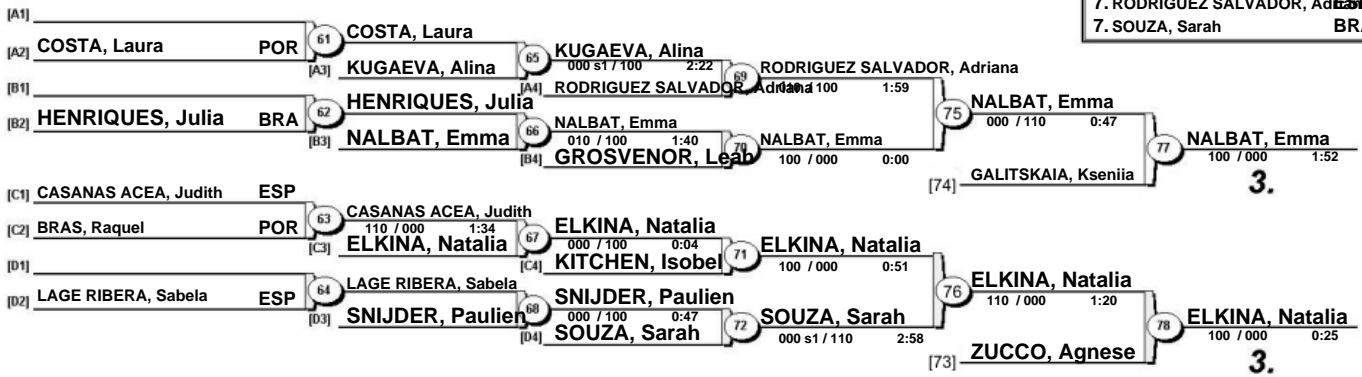 7. RODRIGUEZ SALVADOR, Adriana
7. SOUZA, Sarah BRA
[A1]
[A2] COSTA, Laura POR
61 COSTA, Laura
[A3] KUGAEVA, Alina
65 KUGAEVA, Alina
000 s1 / 100 2:22
[A4] RODRIGUEZ SALVADOR, Adriana
69 RODRIGUEZ SALVADOR, Adriana
/ 100 1:59
[B1]
[B2] HENRIQUES, Julia BRA
62 HENRIQUES, Julia
[B3] NALBAT, Emma
66 NALBAT, Emma
010 / 100 1:40
[B4] GROSVENOR, Leah
70 NALBAT, Emma
100 / 000 0:00
75 NALBAT, Emma
000 / 110 0:47
[74] GALITSKAIA, Kseniia
77 NALBAT, Emma
100 / 000 1:52
3.
[C1] CASANAS ACEA, Judith ESP
[C2] BRAS, Raquel POR
63 CASANAS ACEA, Judith
110 / 000 1:34
[C3] ELKINA, Natalia
67 ELKINA, Natalia
000 / 100 0:04
[C4] KITCHEN, Isobel
71 ELKINA, Natalia
100 / 000 0:51
[D1]
[D2] LAGE RIBERA, Sabela ESP
64 LAGE RIBERA, Sabela
[D3] SNIJDER, Paulien
68 SNIJDER, Paulien
000 / 100 0:47
[D4] SOUZA, Sarah
72 SOUZA, Sarah
000 s1 / 110 2:58
76 ELKINA, Natalia
110 / 000 1:20
[73] ZUCCO, Agnese
78 ELKINA, Natalia
100 / 000 0:25
3.